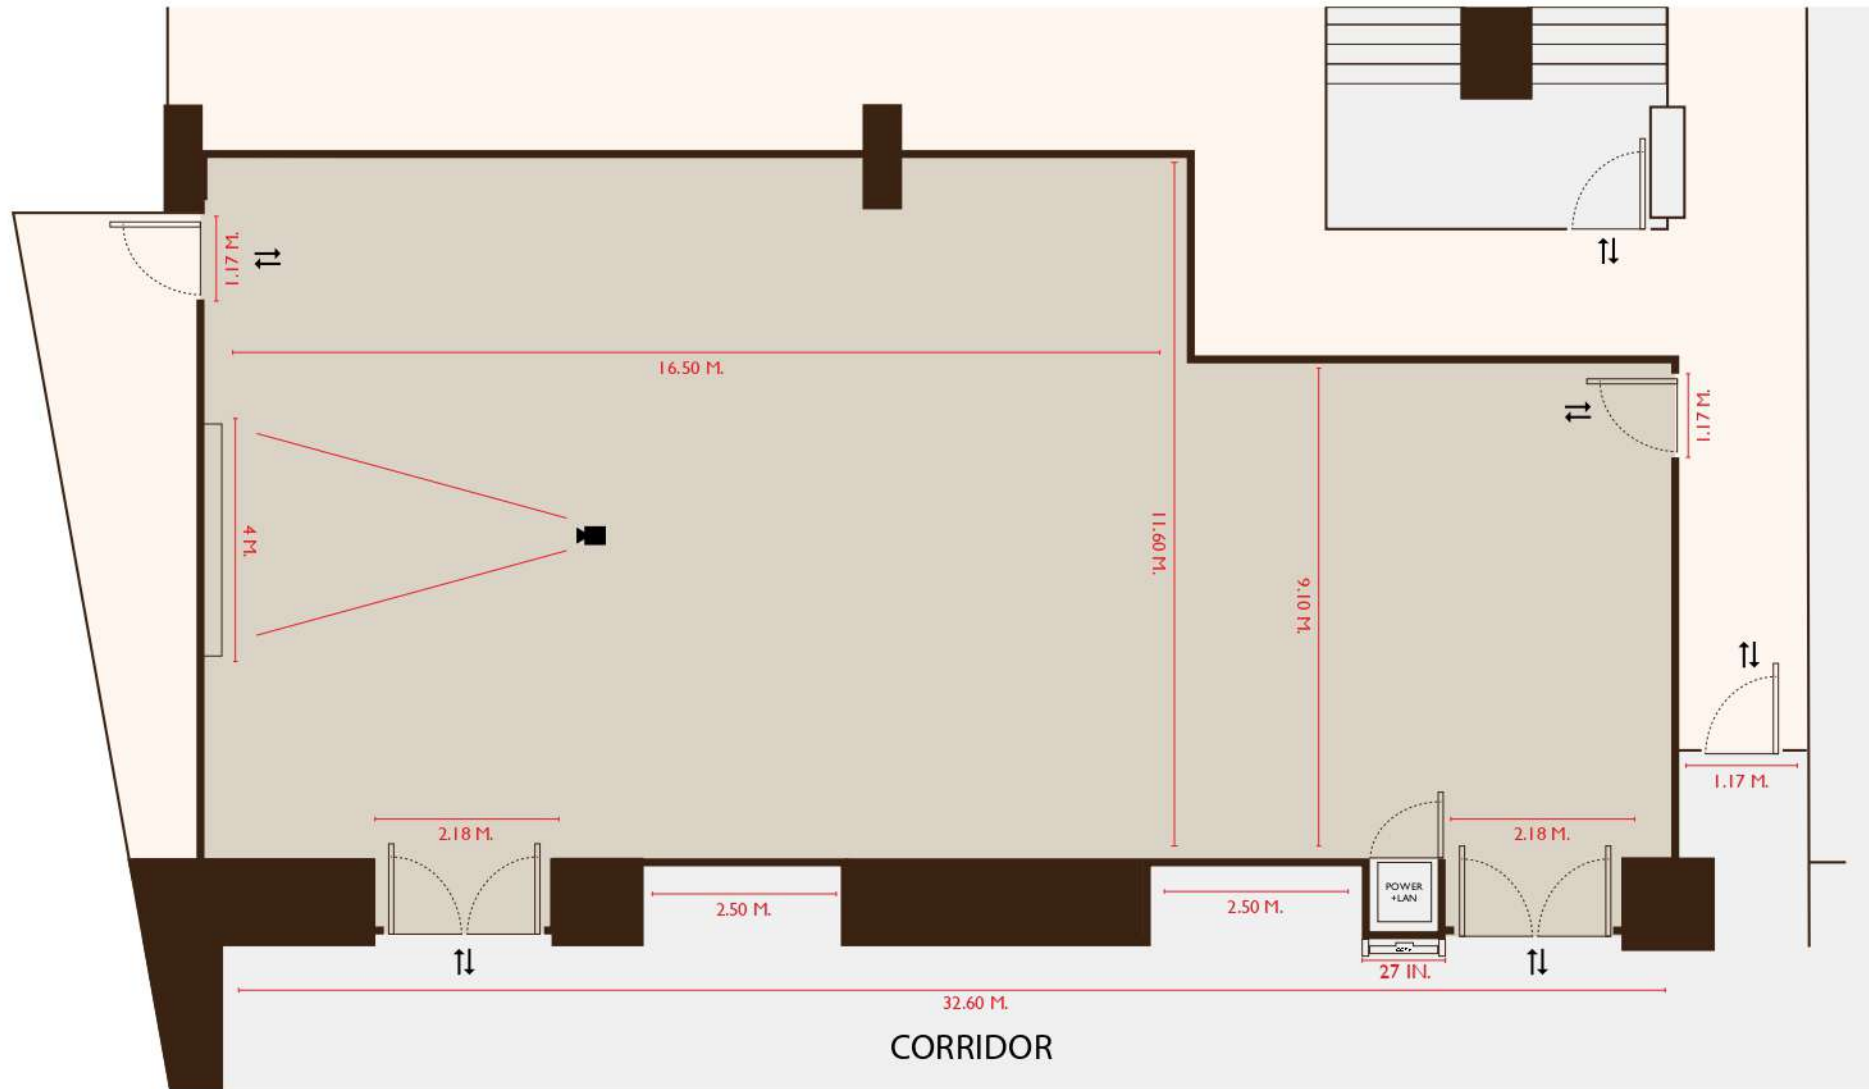 1.17 M.
16.50 M.
1.17 M.
4 M.
11.60 M.
9.10 M.
1.17 M.
2.18 M.
2.18 M.
POWER
+LAN
2.50 M.
2.50 M.
27 IN.
32.60 M.
CORRIDOR